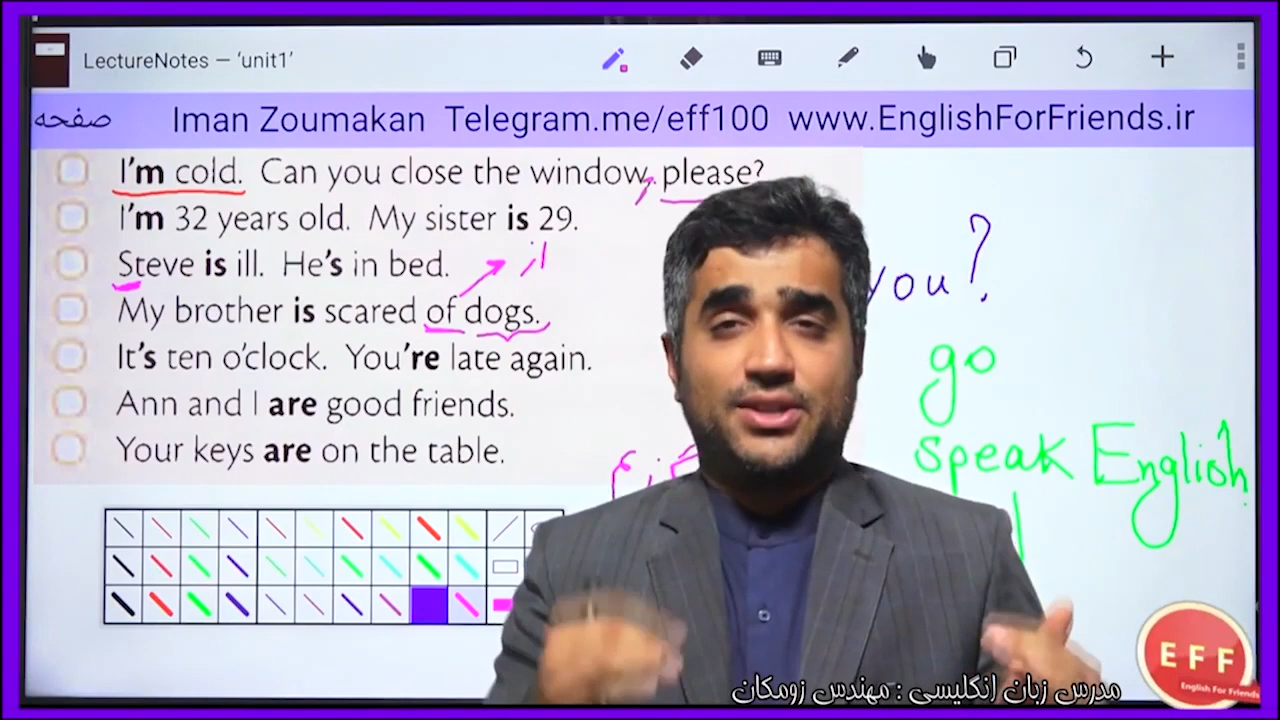 LectureNotes – ‘unit1’
صفحه
Iman Zoumakan Telegram.me/eff100 www.EnglishForFriends.ir
I’m cold. Can you close the window, please?
I’m 32 years old. My sister is 29.
Steve is ill. He’s in bed.
از
My brother is scared of dogs.
It’s ten o’clock. You’re late again.
Ann and I are good friends.
Your keys are on the table.
you?
go
speak English
EFF
English For Friends
مدرس زبان انگلیسی : مهندس زومکان